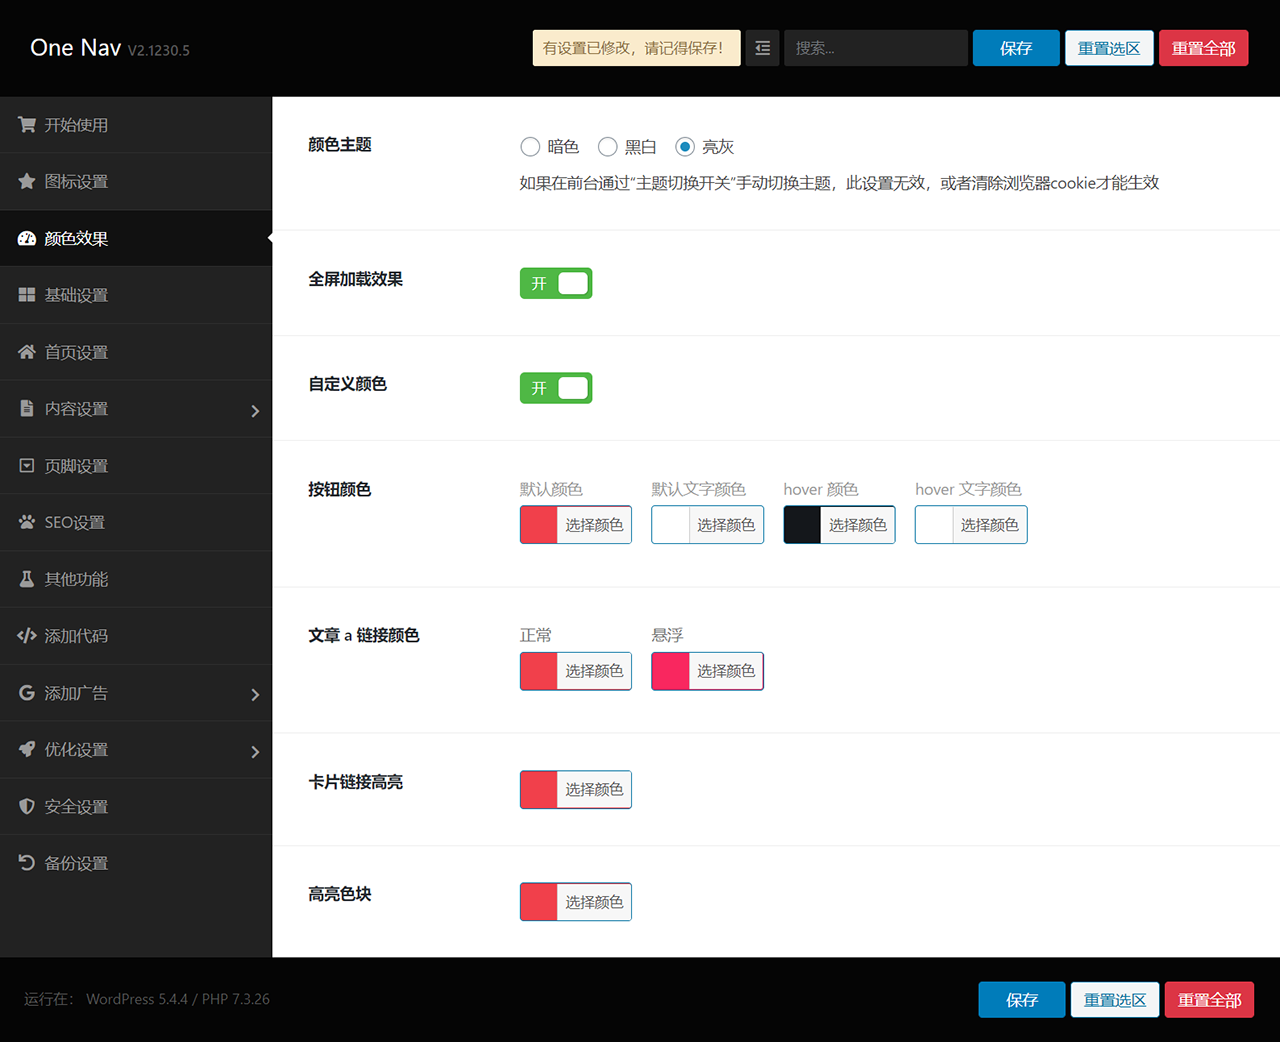 One Nav V2.1230.5
有设置已修改，请记得保存！
搜索...
保存
重置选区
重置全部
开始使用
图标设置
颜色效果
基础设置
首页设置
内容设置
页脚设置
SEO设置
其他功能
添加代码
添加广告
优化设置
安全设置
备份设置
颜色主题
暗色 黑白 亮灰
如果在前台通过“主题切换开关”手动切换主题，此设置无效，或者清除浏览器cookie才能生效
全屏加载效果
开
自定义颜色
开
按钮颜色
默认颜色 默认文字颜色 hover 颜色 hover 文字颜色
选择颜色 选择颜色 选择颜色 选择颜色
文章 a 链接颜色
正常 悬浮
选择颜色 选择颜色
卡片链接高亮
选择颜色
高亮色块
选择颜色
运行在： WordPress 5.4.4 / PHP 7.3.26
保存
重置选区
重置全部